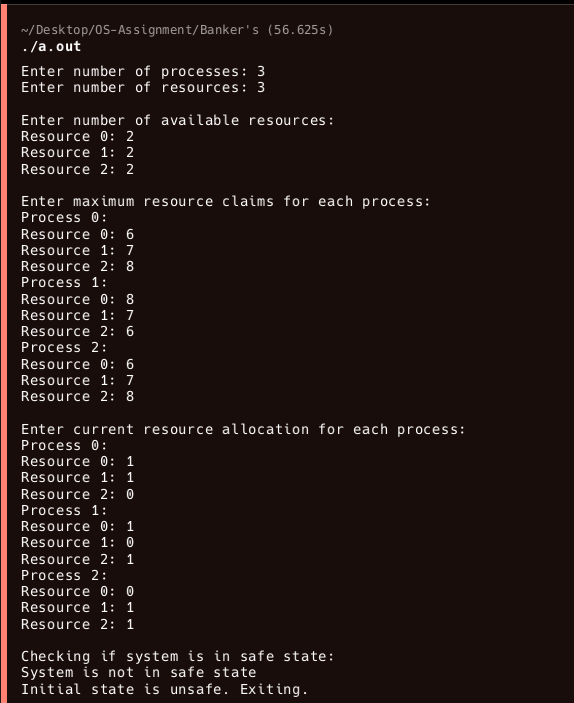 ~/Desktop/OS-Assignment/Banker's (56.625s)
./a.out
Enter number of processes: 3
Enter number of resources: 3
Enter number of available resources:
Resource 0: 2
Resource 1: 2
Resource 2: 2
Enter maximum resource claims for each process:
Process 0:
Resource 0: 6
Resource 1: 7
Resource 2: 8
Process 1:
Resource 0: 8
Resource 1: 7
Resource 2: 6
Process 2:
Resource 0: 6
Resource 1: 7
Resource 2: 8
Enter current resource allocation for each process:
Process 0:
Resource 0: 1
Resource 1: 1
Resource 2: 0
Process 1:
Resource 0: 1
Resource 1: 0
Resource 2: 1
Process 2:
Resource 0: 0
Resource 1: 1
Resource 2: 1
Checking if system is in safe state:
System is not in safe state
Initial state is unsafe. Exiting.